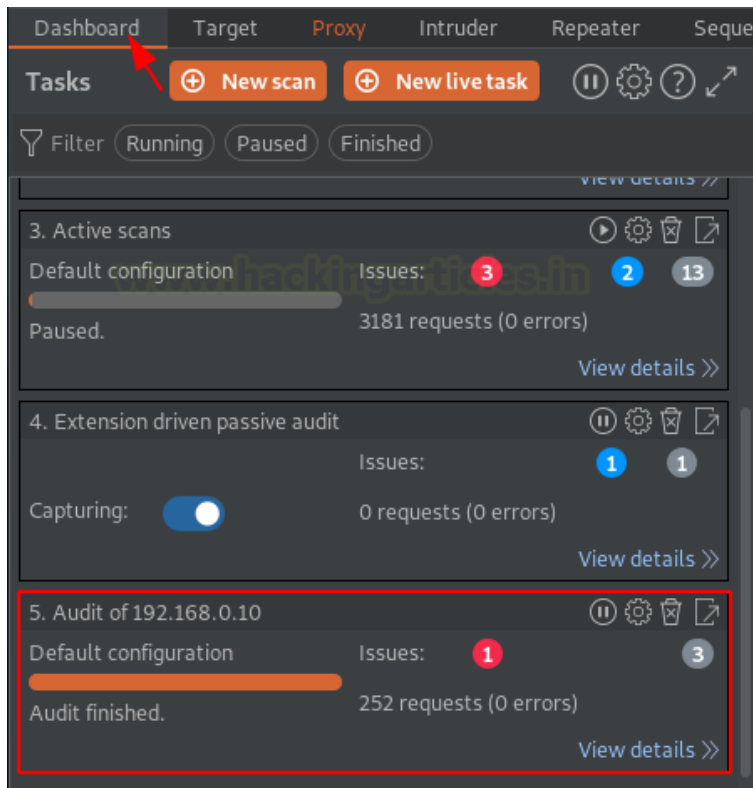 Dashboard Target Proxy Intruder Repeater Seque
Tasks New scan New live task
Filter Running Paused Finished
View details
3. Active scans
Default configuration Issues: 3 2 13
www.hackingarticles.in
Paused. 3181 requests (0 errors)
View details
4. Extension driven passive audit
Issues: 1 1
Capturing: 0 requests (0 errors)
View details
5. Audit of 192.168.0.10
Default configuration Issues: 1 3
Audit finished. 252 requests (0 errors)
View details